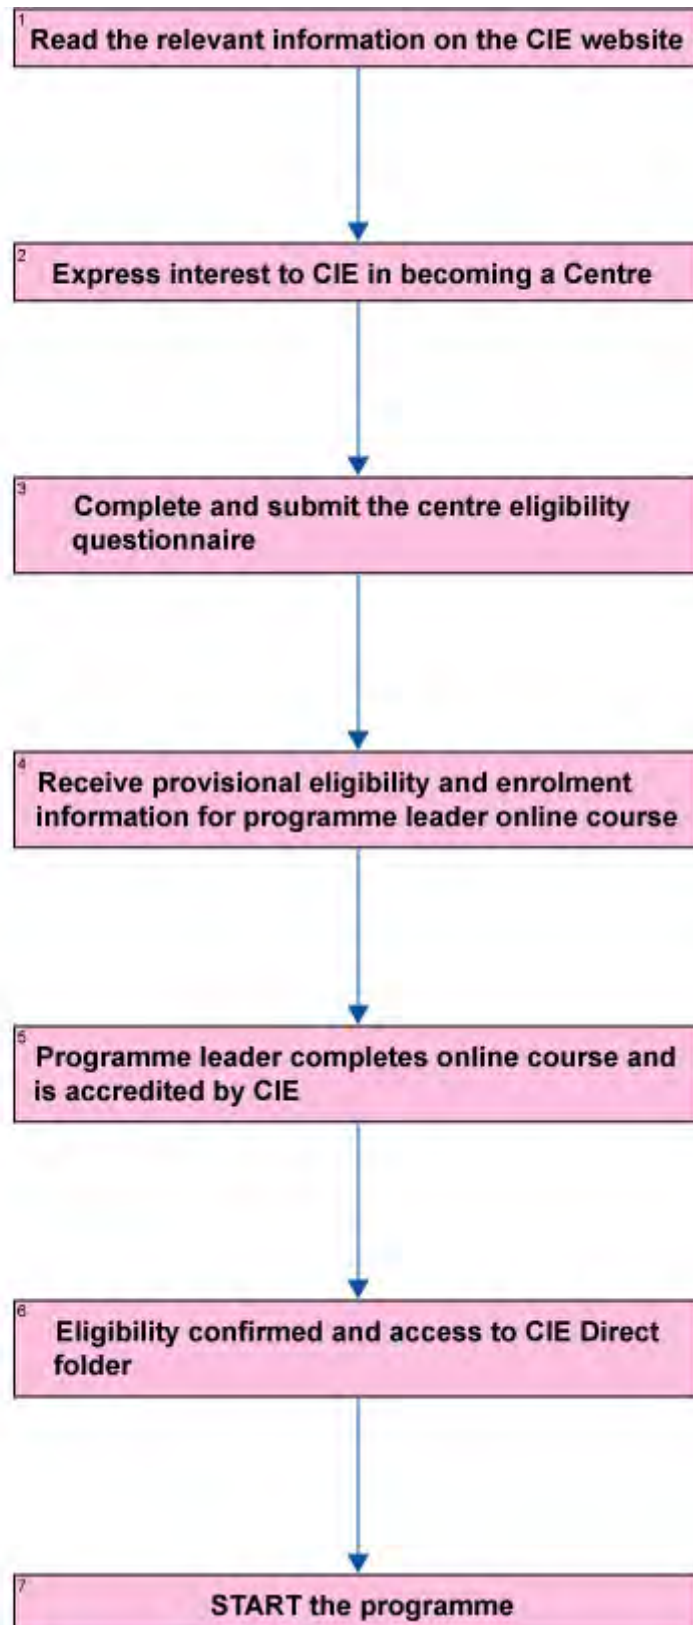 1
Read the relevant information on the CIE website
2
Express interest to CIE in becoming a Centre
3
Complete and submit the centre eligibility
questionnaire
4
Receive provisional eligibility and enrolment
information for programme leader online course
5
Programme leader completes online course and
is accredited by CIE
6
Eligibility confirmed and access to CIE Direct
folder
7
START the programme